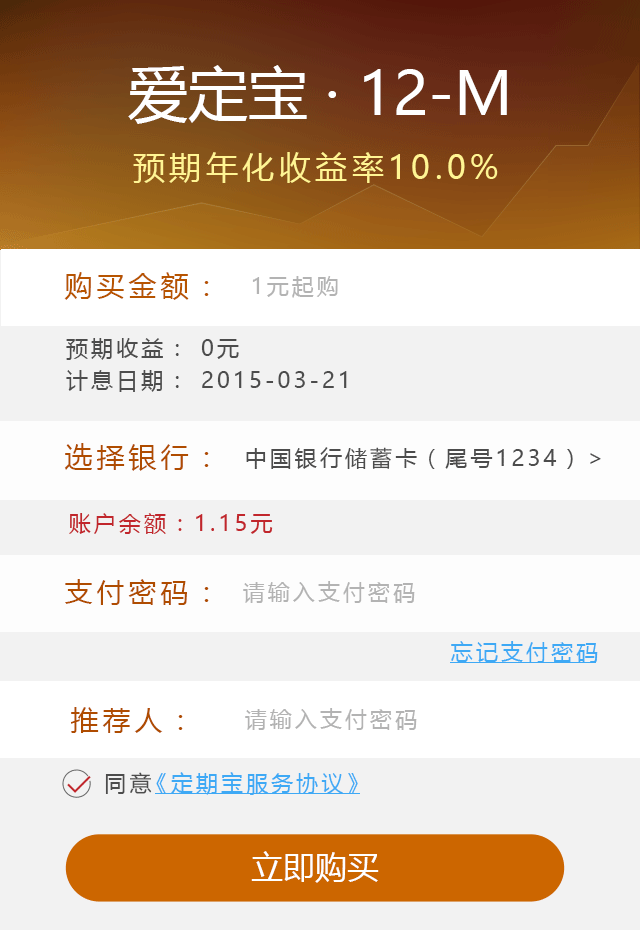 爱定宝·12-M
预期年化收益率10.0%
购买金额： 1元起购
预期收益： 0元
计息日期： 2015-03-21
选择银行： 中国银行储蓄卡（尾号1234）>
账户余额：1.15元
支付密码： 请输入支付密码
忘记支付密码
推荐人： 请输入支付密码
同意《定期宝服务协议》
立即购买